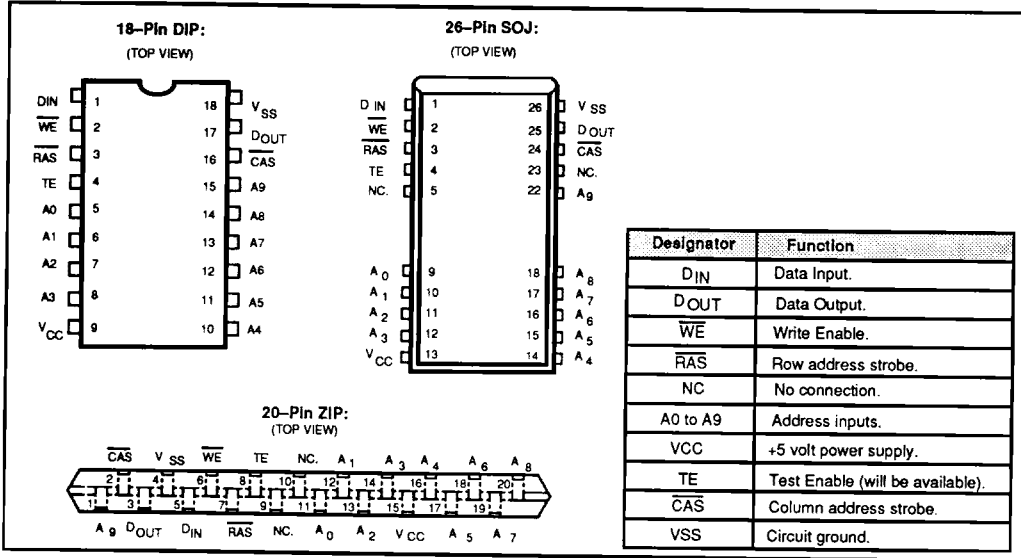 18–Pin DIP:
(TOP VIEW)
DIN 1 18 VSS
WE 2 17 DOUT
RAS 3 16 CAS
TE 4 15 A9
A0 5 14 A8
A1 6 13 A7
A2 7 12 A6
A3 8 11 A5
VCC 9 10 A4
26–Pin SOJ:
(TOP VIEW)
D IN 1 26 V SS
WE 2 25 D OUT
RAS 3 24 CAS
TE 4 23 NC.
NC. 5 22 A9
A0 9 18 A8
A1 10 17 A7
A2 11 16 A6
A3 12 15 A5
VCC 13 14 A4
20–Pin ZIP:
(TOP VIEW)
CAS V SS WE TE NC. A1 A3 A4 A6 A8
2 4 6 8 10 12 14 16 18 20
1 3 5 7 9 11 13 15 17 19
A9 DOUT DIN RAS NC. A0 A2 VCC A5 A7
Designator Function
DIN Data Input.
DOUT Data Output.
WE Write Enable.
RAS Row address strobe.
NC No connection.
A0 to A9 Address inputs.
VCC +5 volt power supply.
TE Test Enable (will be available).
CAS Column address strobe.
VSS Circuit ground.